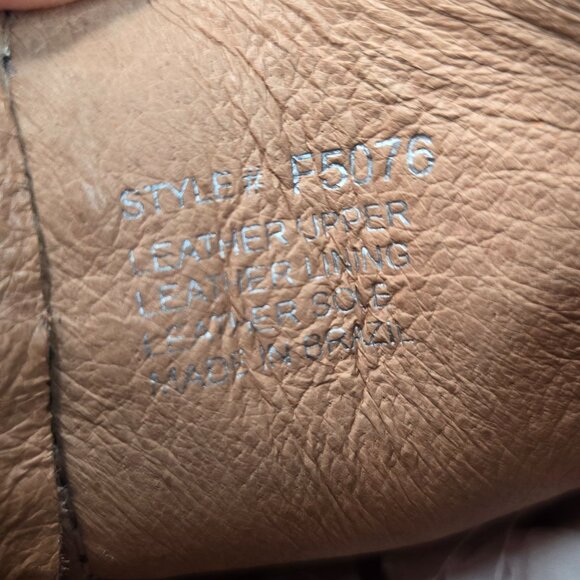 STYLE# F5076
LEATHER UPPER
LEATHER LINING
LEATHER SOLE
MADE IN BRAZIL